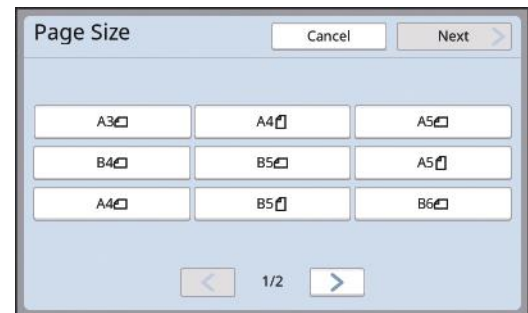 Page Size Cancel Next
A3 A4 A5
B4 B5 A5
A4 B5 B6
1/2